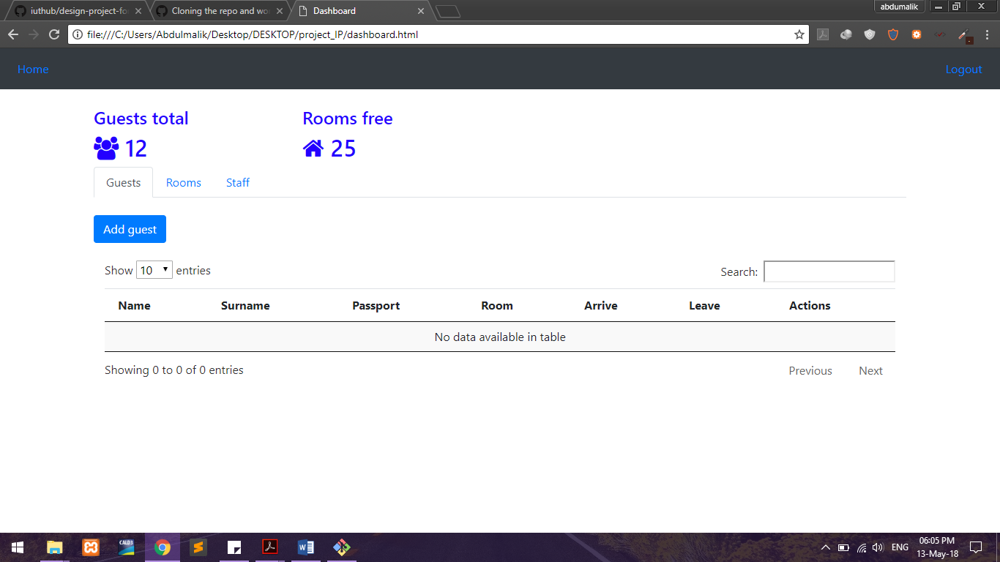 iuthub/design-project-fo
Cloning the repo and wo
Dashboard
abdumalik
file:///C:/Users/Abdulmalik/Desktop/DESKTOP/project_IP/dashboard.html
Home
Logout
Guests total
Rooms free
12
25
Guests
Rooms
Staff
Add guest
Show 10 entries
Search:
Name Surname Passport Room Arrive Leave Actions
No data available in table
Showing 0 to 0 of 0 entries
Previous
Next
CALD3
ENG
06:05 PM
13-May-18